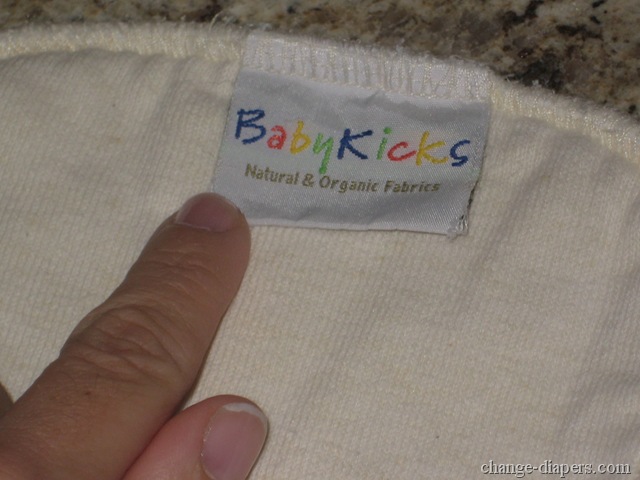 BabyKicks
Natural & Organic Fabrics
change-diapers.com